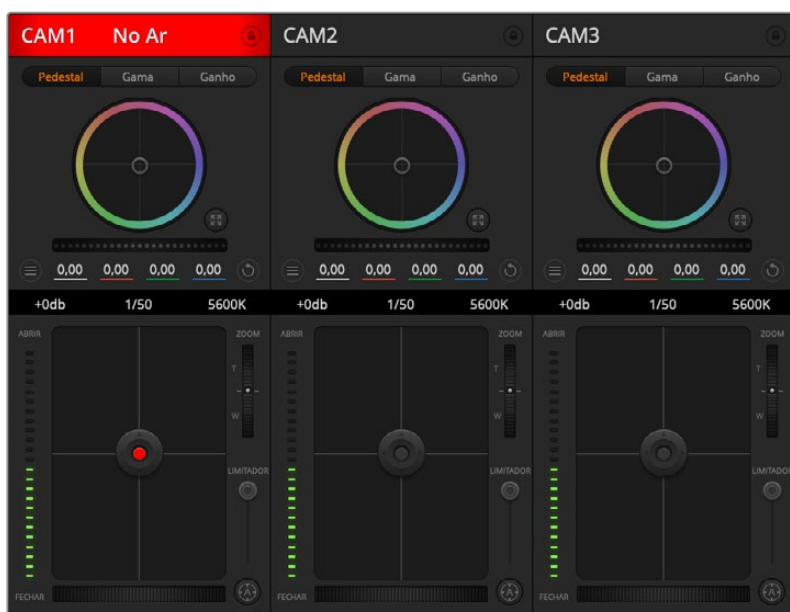 CAM1 No Ar CAM2 CAM3
Pedestal Gama Ganho Pedestal Gama Ganho Pedestal Gama Ganho
0,00 0,00 0,00 0,00 0,00 0,00 0,00 0,00 0,00 0,00 0,00 0,00
+0db 1/50 5600K +0db 1/50 5600K +0db 1/50 5600K
ABRIR ZOOM ABRIR ZOOM ABRIR ZOOM
T T T
W W W
LIMITADOR LIMITADOR LIMITADOR
FECHAR A FECHAR A FECHAR A